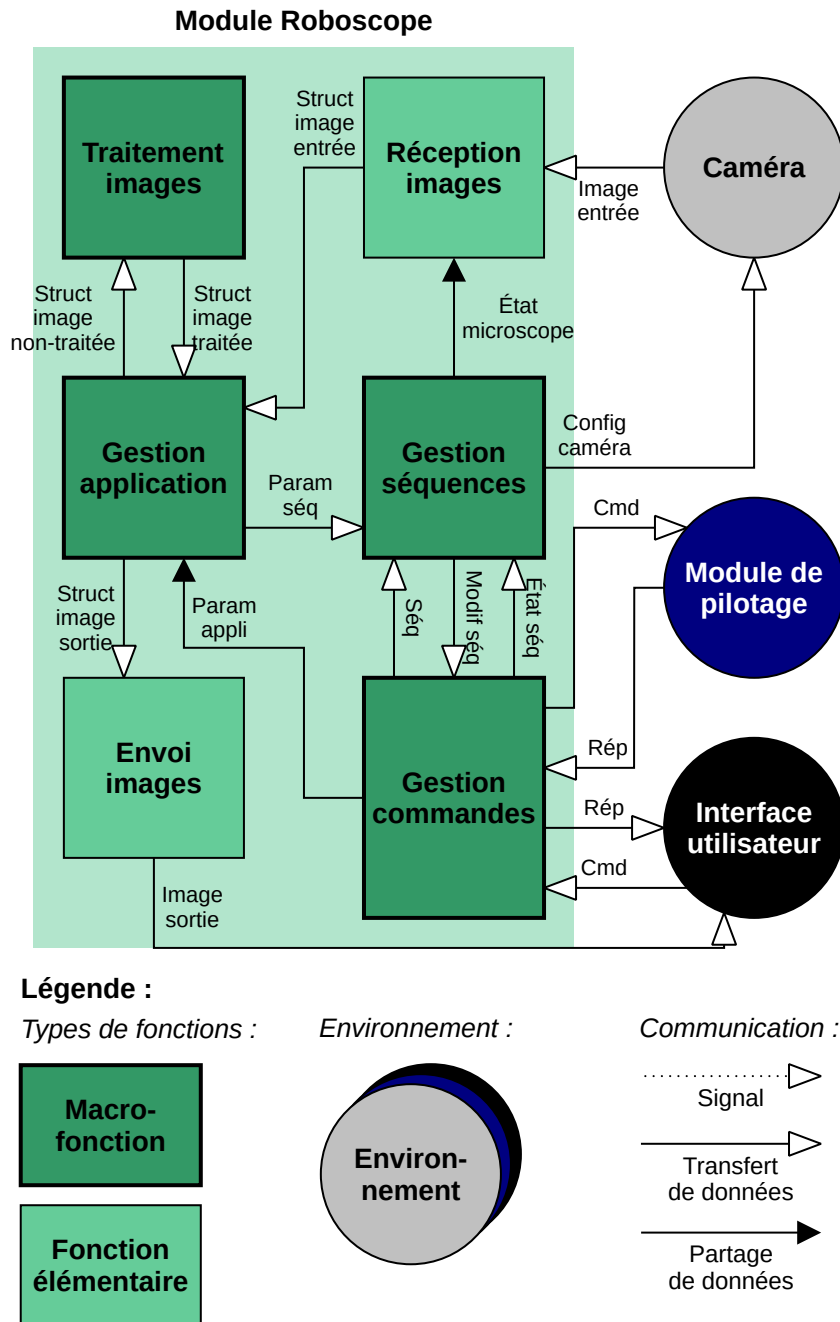 Module Roboscope
Traitement
images
Struct
image
entrée
Réception
images
Caméra
Image
entrée
Struct
image
non-traitée
Struct
image
traitée
État
microscope
Gestion
application
Gestion
séquences
Config
caméra
Param
séq
Cmd
Module de
pilotage
Struct
image
sortie
Param
appli
Séq
Modif séq
État séq
Envoi
images
Gestion
commandes
Rép
Rép
Interface
utilisateur
Cmd
Image
sortie
Légende :
Types de fonctions :
Environnement :
Communication :
Macro-
fonction
Environ-
nement
Signal
Transfert
de données
Fonction
élémentaire
Partage
de données